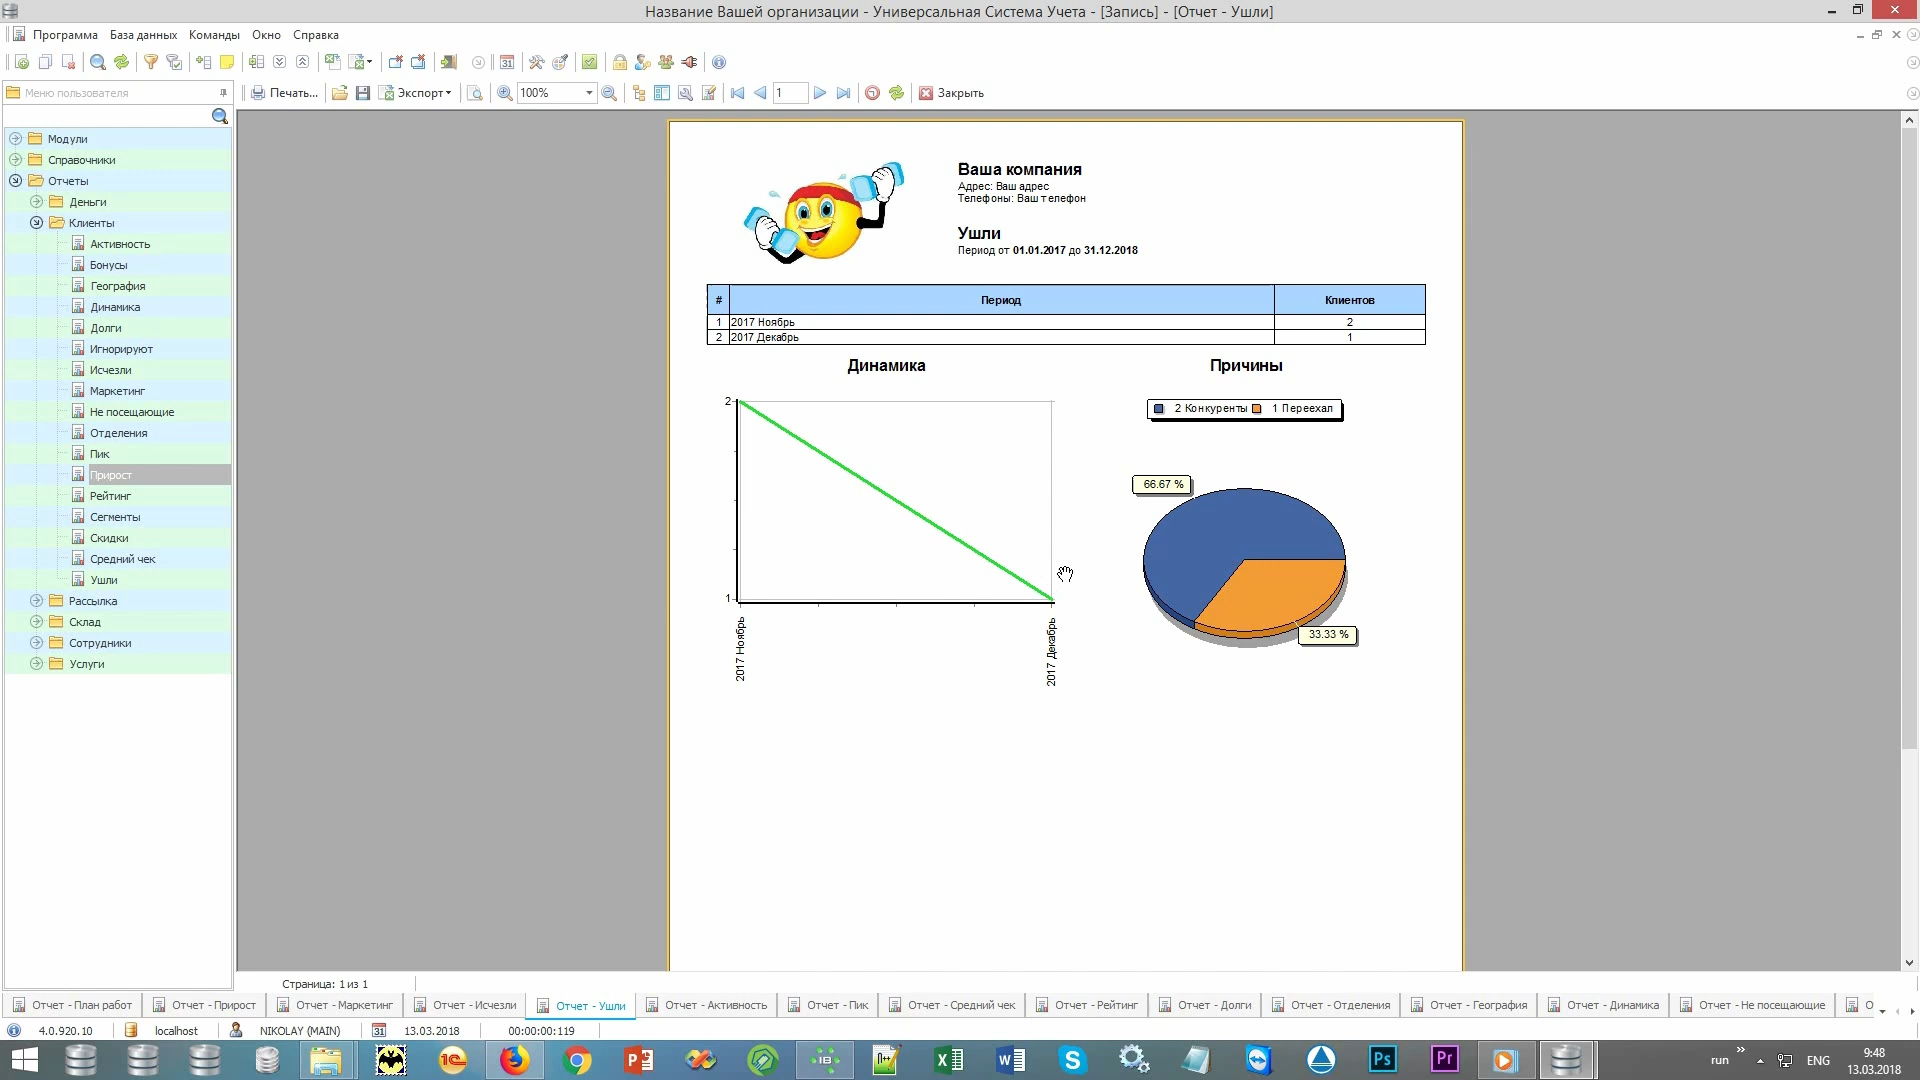 Название Вашей организации - Универсальная Система Учета - [Запись] - [Отчет - Ушли]
Программа База данных Команды Окно Справка
Меню пользователя
Печать... Экспорт 100% 1 Закрыть
Модули
Справочники
Отчеты
Деньги
Клиенты
Активность
Бонусы
География
Динамика
Долги
Игнорируют
Исчезли
Маркетинг
Не посещающие
Отделения
Пик
Прирост
Рейтинг
Сегменты
Скидки
Средний чек
Ушли
Рассылка
Склад
Сотрудники
Услуги
Ваша компания
Адрес: Ваш адрес
Телефоны: Ваш телефон
Ушли
Период от 01.01.2017 до 31.12.2018
# Период Клиентов
1 2017 Ноябрь 2
2 2017 Декабрь 1
Динамика
2
1
2017 Ноябрь
2017 Декабрь
Причины
2 Конкуренты 1 Переехал
66.67 %
33.33 %
Страница: 1 из 1
Отчет - План работ Отчет - Прирост Отчет - Маркетинг Отчет - Исчезли Отчет - Ушли Отчет - Активность Отчет - Пик Отчет - Средний чек Отчет - Рейтинг Отчет - Долги Отчет - Отделения Отчет - География Отчет - Динамика Отчет - Не посещающие О
4.0.920.10 localhost NIKOLAY (MAIN) 31 13.03.2018 00:00:00:119
run ENG 9:48
13.03.2018